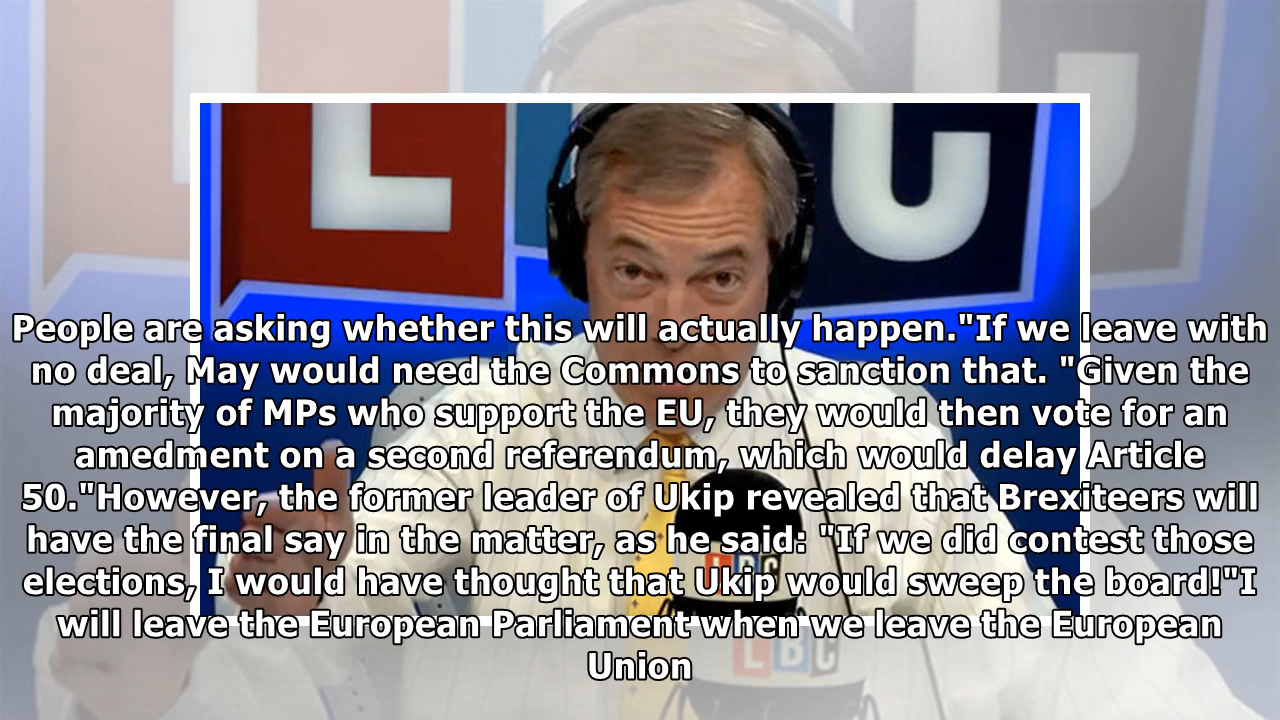 LBC
People are asking whether this will actually happen."If we leave with
no deal, May would need the Commons to sanction that. "Given the
majority of MPs who support the EU, they would then vote for an
amedment on a second referendum, which would delay Article
50."However, the former leader of Ukip revealed that Brexiteers will
have the final say in the matter, as he said: "If we did contest those
elections, I would have thought that Ukip would sweep the board!"I
will leave the European Parliament when we leave the European
Union
LBC
LBC